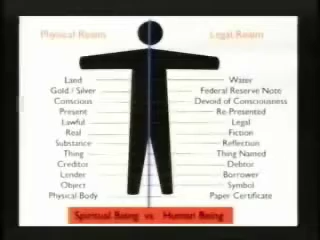 Physical Realm Legal Realm
Land Water
Gold / Silver Federal Reserve Note
Conscious Devoid of Consciousness
Present Re-Presented
Lawful Legal
Real Fiction
Substance Reflection
Thing Thing Named
Creditor Debtor
Lender Borrower
Object Symbol
Physical Body Paper Certificate
Spiritual Being vs Human Being